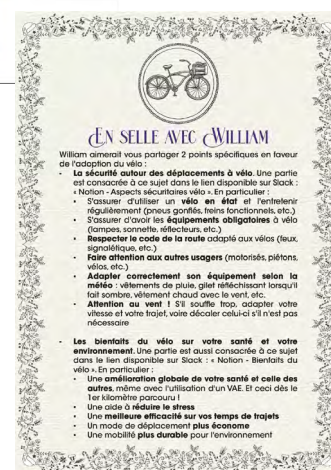 EN SELLE AVEC WILLIAM
William aimerait vous partager 2 points spécifiques en faveur
de l'adoption du vélo :
- La sécurité autour des déplacements à vélo. Une partie
est consacrée à ce sujet dans le lien disponible sur Slack :
« Notion - Aspects sécuritaires vélo ». En particulier :
• S'assurer d'utiliser un vélo en état et l'entretenir
régulièrement (pneus gonflés, freins fonctionnels, etc.)
• S'assurer d'avoir les équipements obligatoires à vélo
(lampes, sonnette, réflecteurs, etc.)
• Respecter le code de la route adapté aux vélos (feux,
signalétique, etc.)
• Faire attention aux autres usagers (motorisés, piétons,
vélos, etc.)
• Adapter correctement son équipement selon la
météo : vêtements de pluie, gilet réfléchissant lorsqu'il
fait sombre, vêtement chaud avec le vent, etc.
• Attention au vent ! S'il souffle trop, adapter votre
vitesse et votre trajet, voire décaler celui-ci s'il n'est pas
nécessaire
- Les bienfaits du vélo sur votre santé et votre
environnement. Une partie est aussi consacrée à ce sujet
dans le lien disponible sur Slack : « Notion - Bienfaits du
vélo ». En particulier :
• Une amélioration globale de votre santé et celle des
autres, même avec l'utilisation d'un VAE. Et ceci dès le
1er kilomètre parcouru !
• Une aide à réduire le stress
• Une meilleure efficacité sur vos temps de trajets
• Un mode de déplacement plus économe
• Une mobilité plus durable pour l'environnement